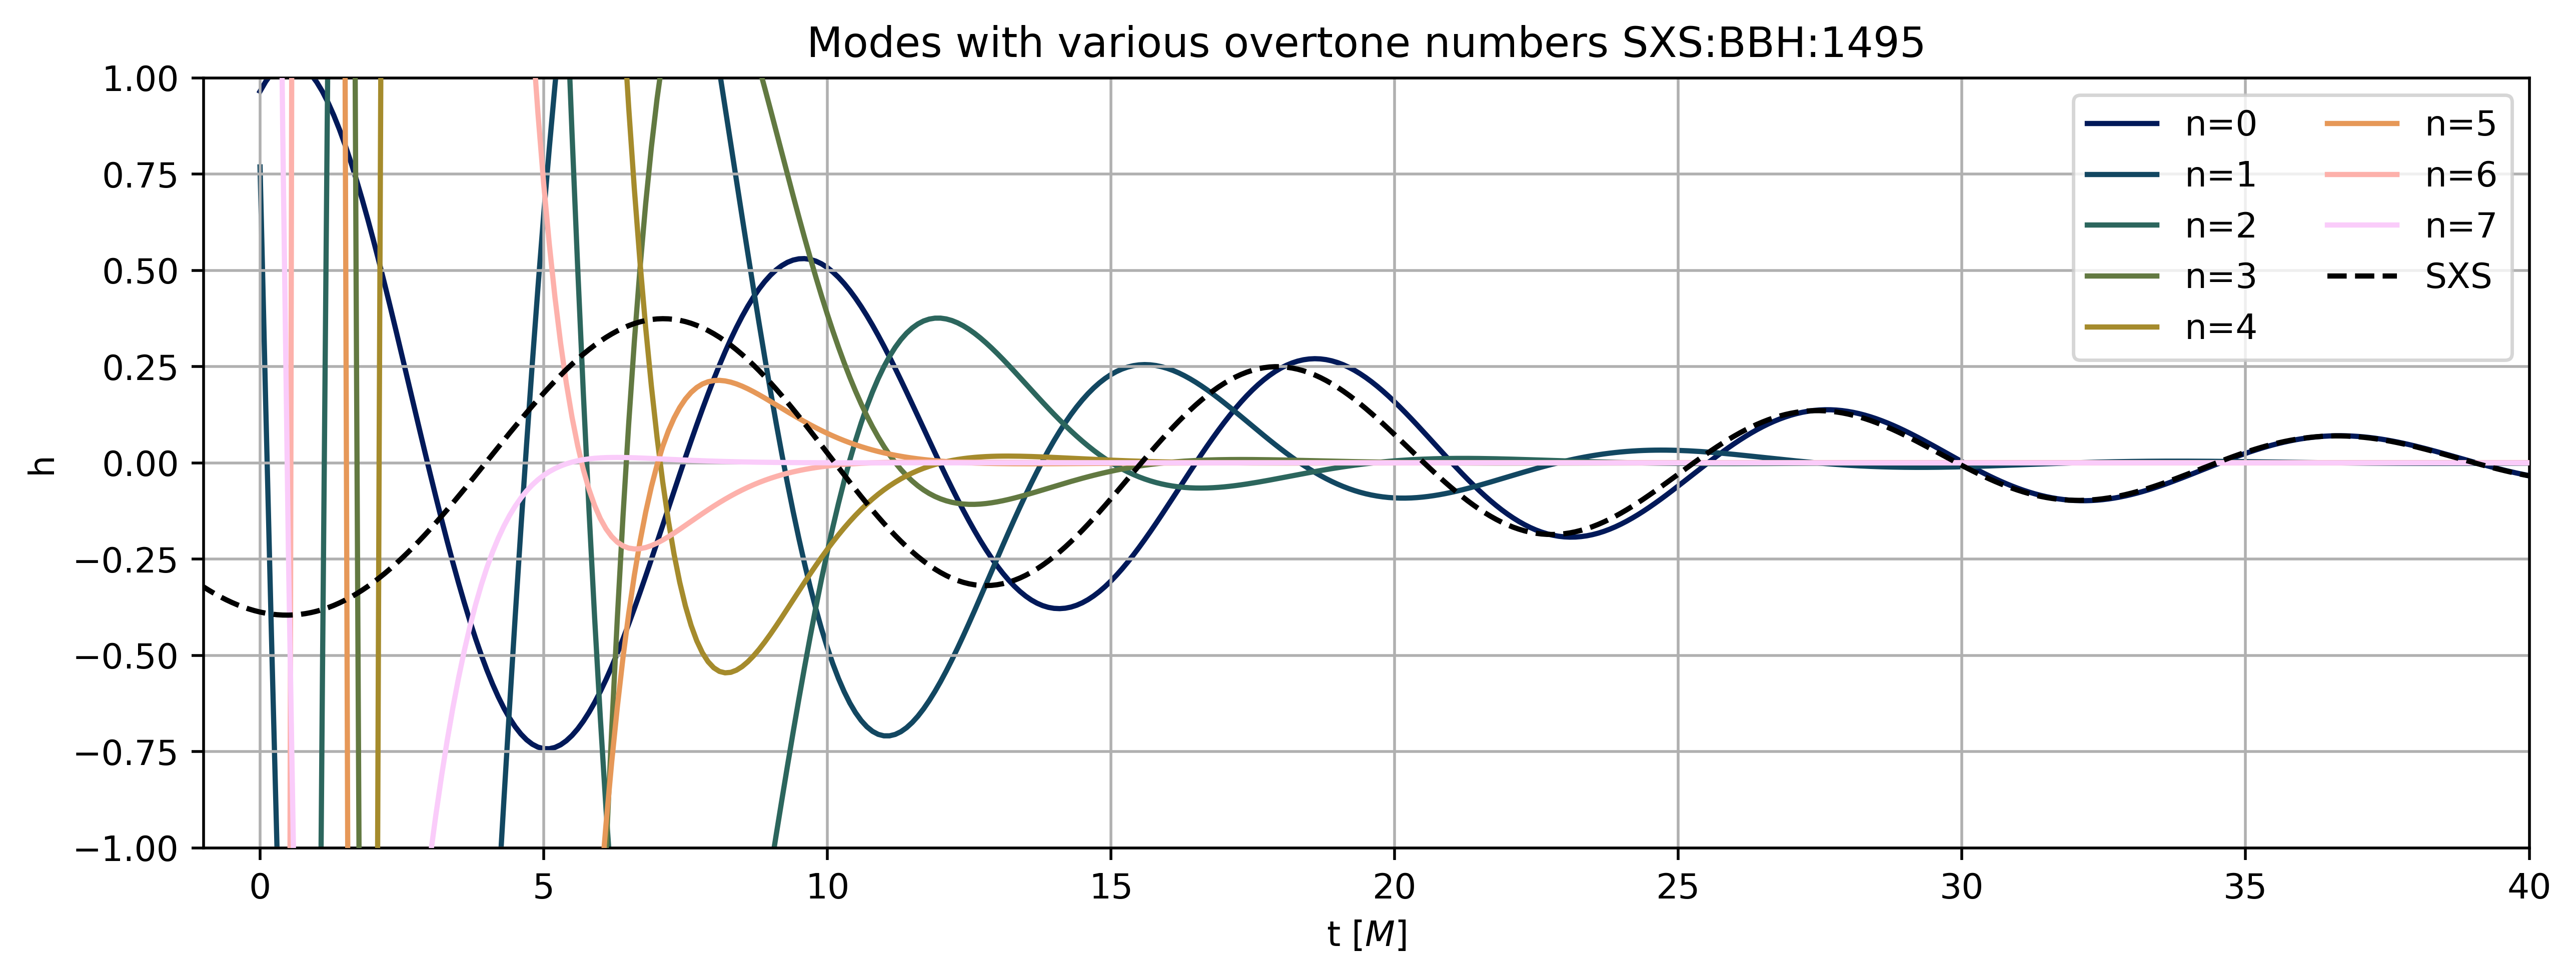 Modes with various overtone numbers SXS:BBH:1495
1.00
0.75
0.50
0.25
0.00
−0.25
−0.50
−0.75
−1.00
h
n=0
n=1
n=2
n=3
n=4
n=5
n=6
n=7
SXS
0 5 10 15 20 25 30 35 40
t [M]